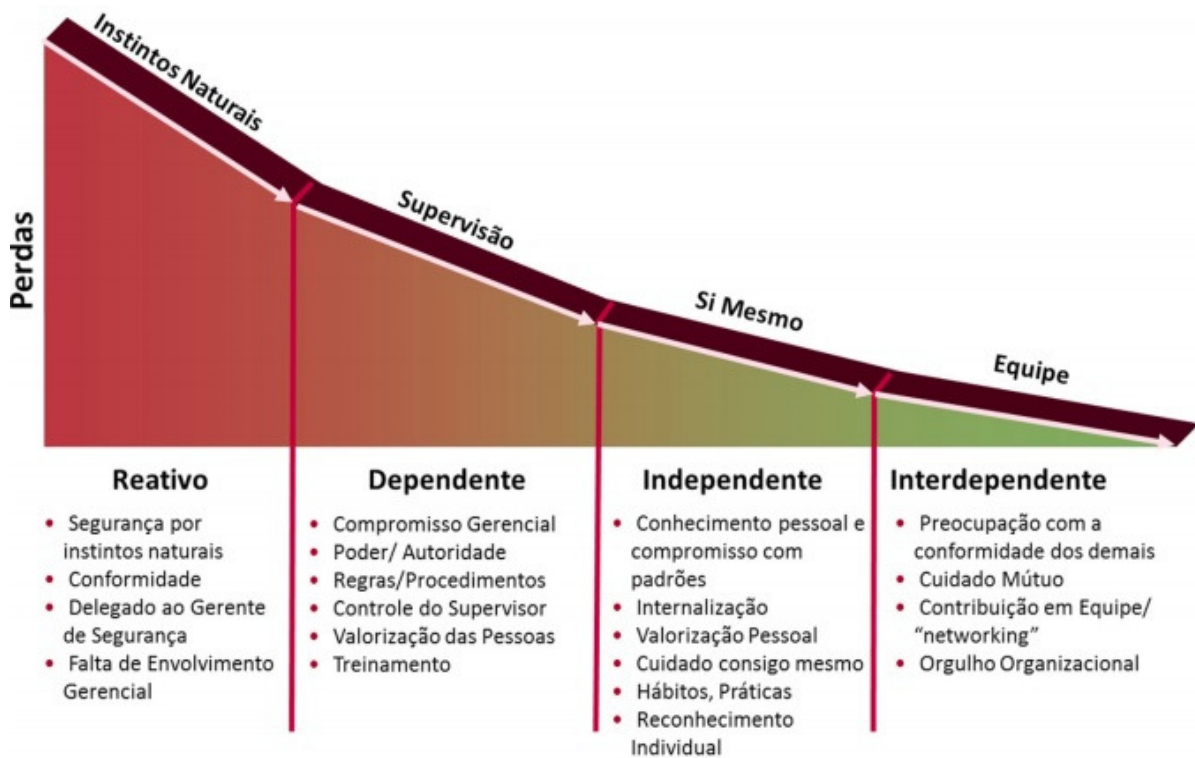 Instintos Naturais
Supervisão
Si Mesmo
Equipe
Perdas
Reativo
• Segurança por
instintos naturais
• Conformidade
• Delegado ao Gerente
de Segurança
• Falta de Envolvimento
Gerencial
Dependente
• Compromisso Gerencial
• Poder/ Autoridade
• Regras/Procedimentos
• Controle do Supervisor
• Valorização das Pessoas
• Treinamento
Independente
• Conhecimento pessoal e
compromisso com
padrões
• Internalização
• Valorização Pessoal
• Cuidado consigo mesmo
• Hábitos, Práticas
• Reconhecimento
Individual
Interdependente
• Preocupação com a
conformidade dos demais
• Cuidado Mútuo
• Contribuição em Equipe/
“networking”
• Orgulho Organizacional